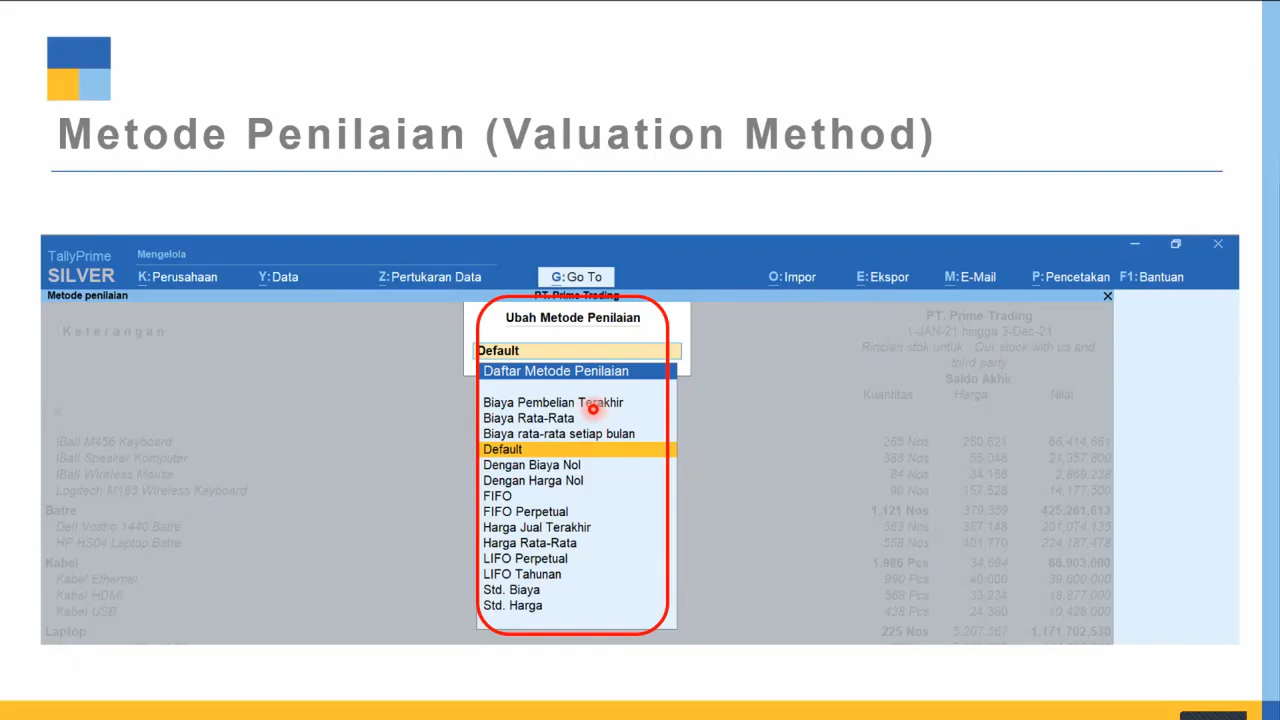 Metode Penilaian (Valuation Method)
TallyPrime
SILVER
Mengelola
K:Perusahaan
Y:Data
Z:Pertukaran Data
G:Go To
O:Impor
E:Ekspor
M:E-Mail
P:Pencetakan
F1:Bantuan
Metode penilaian
PT. Prime Trading
Keterangan
Ubah Metode Penilaian
Default
Daftar Metode Penilaian
Biaya Pembelian Terakhir
Biaya Rata-Rata
Biaya rata-rata setiap bulan
Default
Dengan Biaya Nol
Dengan Harga Nol
FIFO
FIFO Perpetual
Harga Jual Terakhir
Harga Rata-Rata
LIFO Perpetual
LIFO Tahunan
Std. Biaya
Std. Harga
PT. Prime Trading
1-JAN-21 hingga 3-Dec-21
Rincian stok untuk : Our stock with us and
third party
Saldo Akhir
Kuantitas Harga Nilai
iBall M456 Keyboard 265 Nos 250,621 66,414,561
iBall Speaker Komputer 388 Nos 55,046 21,357,800
iBall Wireless Mouse 84 Nos 34,158 2,869,238
Logitech M185 Wireless Keyboard 90 Nos 157,528 14,177,500
Batre 1.121 Nos 379,359 425,261,613
Dell Vostro 1440 Batre 563 Nos 357,148 201,074,135
HP HS04 Laptop Batre 558 Nos 401,770 224,187,478
Kabel 1.986 Pcs 34,694 68,903,000
Kabel Ethernet 990 Pcs 40,000 39,600,000
Kabel HDMI 568 Pcs 33,234 18,877,000
Kabel USB 428 Pcs 24,360 10,426,000
Laptop 225 Nos 5,207,567 1,171,702,530